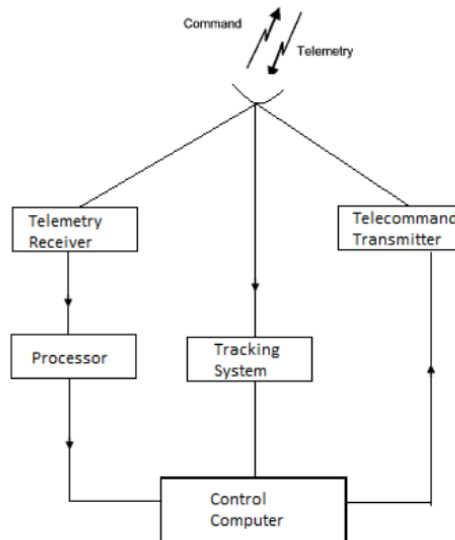 Command
Telemetry
Telemetry
Receiver
Telecommand
Transmitter
Processor
Tracking
System
Control
Computer